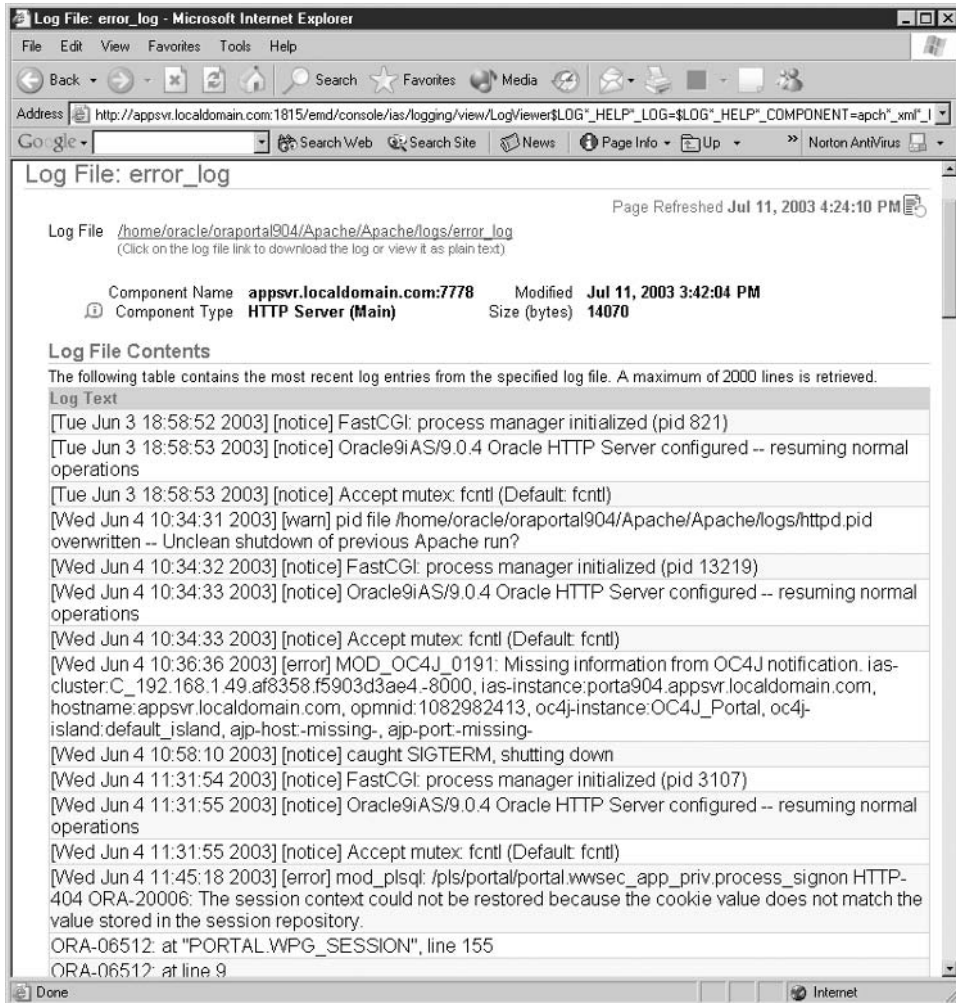 Log File: error_log - Microsoft Internet Explorer
File Edit View Favorites Tools Help
Back Search Favorites Media
Address http://appsvr.localdomain.com:1815/emd/console/ias/logging/view/LogViewer$LOG"_HELP"_LOG=$LOG"_HELP"_COMPONENT=apch"_xml"_l
Google Search Web Search Site News Page Info Up » Norton AntiVirus
Log File: error_log
Page Refreshed Jul 11, 2003 4:24:10 PM
Log File /home/oracle/oraportal904/Apache/Apache/logs/error_log
(Click on the log file link to download the log or view it as plain text)
Component Name appsvr.localdomain.com:7778 Modified Jul 11, 2003 3:42:04 PM
Component Type HTTP Server (Main) Size (bytes) 14070
Log File Contents
The following table contains the most recent log entries from the specified log file. A maximum of 2000 lines is retrieved.
Log Text
[Tue Jun 3 18:58:52 2003] [notice] FastCGI: process manager initialized (pid 821)
[Tue Jun 3 18:58:53 2003] [notice] Oracle9iAS/9.0.4 Oracle HTTP Server configured -- resuming normal
operations
[Tue Jun 3 18:58:53 2003] [notice] Accept mutex: fcntl (Default: fcntl)
[Wed Jun 4 10:34:31 2003] [warn] pid file /home/oracle/oraportal904/Apache/Apache/logs/httpd.pid
overwritten -- Unclean shutdown of previous Apache run?
[Wed Jun 4 10:34:32 2003] [notice] FastCGI: process manager initialized (pid 13219)
[Wed Jun 4 10:34:33 2003] [notice] Oracle9iAS/9.0.4 Oracle HTTP Server configured -- resuming normal
operations
[Wed Jun 4 10:34:33 2003] [notice] Accept mutex: fcntl (Default: fcntl)
[Wed Jun 4 10:36:36 2003] [error] MOD_OC4J_0191: Missing information from OC4J notification. ias-
cluster:C_192.168.1.49.af8358.f5903d3ae4.-8000, ias-instance:porta904.appsvr.localdomain.com,
hostname:appsvr.localdomain.com, opmnid:1082982413, oc4j-instance:OC4J_Portal, oc4j-
island:default_island, ajp-host:-missing-, ajp-port:-missing-
[Wed Jun 4 10:58:10 2003] [notice] caught SIGTERM, shutting down
[Wed Jun 4 11:31:54 2003] [notice] FastCGI: process manager initialized (pid 3107)
[Wed Jun 4 11:31:55 2003] [notice] Oracle9iAS/9.0.4 Oracle HTTP Server configured -- resuming normal
operations
[Wed Jun 4 11:31:55 2003] [notice] Accept mutex: fcntl (Default: fcntl)
[Wed Jun 4 11:45:18 2003] [error] mod_plsql: /pls/portal/portal.wwsec_app_priv.process_signon HTTP-
404 ORA-20006: The session context could not be restored because the cookie value does not match the
value stored in the session repository.
ORA-06512: at "PORTAL.WPG_SESSION", line 155
ORA-06512: at line 9
Done Internet